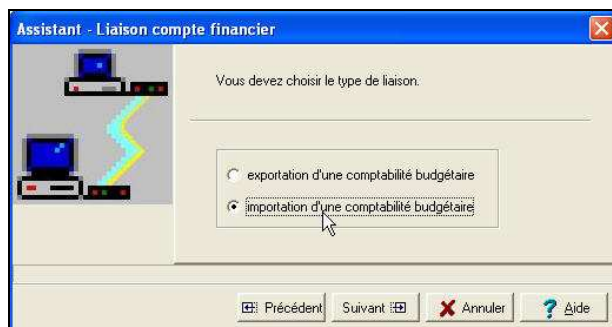 Assistant - Liaison compte financier
Vous devez choisir le type de liaison.
exportation d'une comptabilité budgétaire
importation d'une comptabilité budgétaire
Précédent Suivant Annuler ? Aide